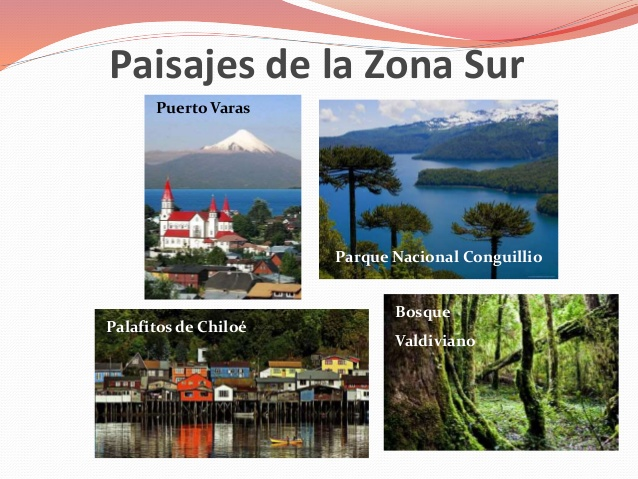 Paisajes de la Zona Sur
Puerto Varas
Parque Nacional Conguillio
Palafitos de Chiloé
Bosque
Valdiviano